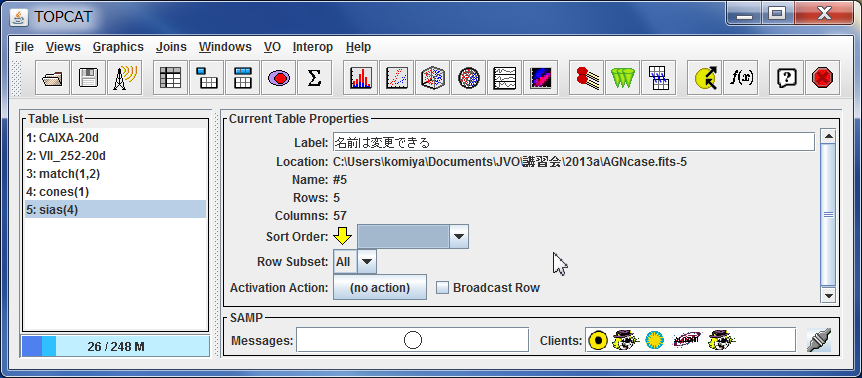 TOPCAT
File Views Graphics Joins Windows VO Interop Help
Σ f(x) ?
Table List
1: CAIXA-20d
2: VII_252-20d
3: match(1,2)
4: cones(1)
5: sias(4)
26 / 248 M
Current Table Properties
Label: 名前は変更できる
Location: C:\Users\komiya\Documents\JVO\講習会\2013a\AGNcase.fits-5
Name: #5
Rows: 5
Columns: 57
Sort Order:
Row Subset: All
Activation Action: (no action) Broadcast Row
SAMP
Messages: Clients: